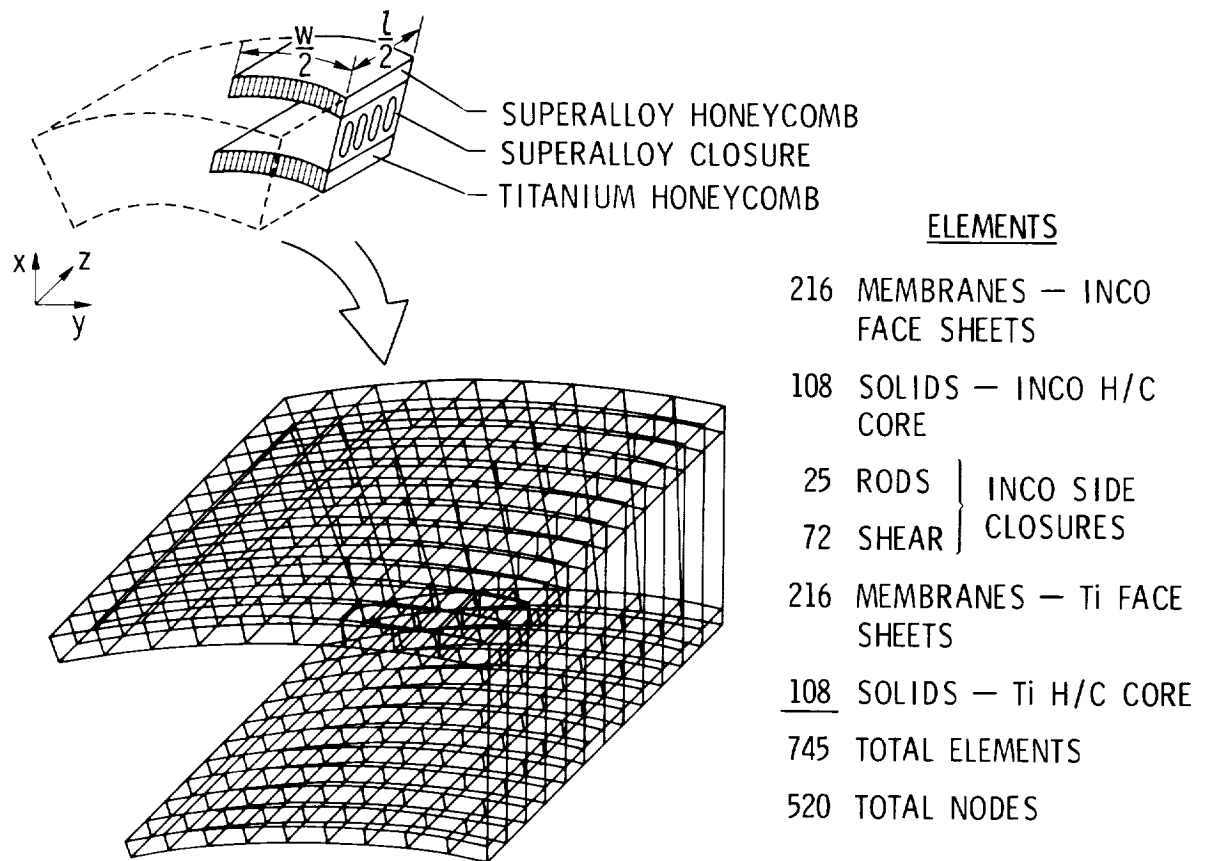 W/2
l/2
SUPERALLOY HONEYCOMB
SUPERALLOY CLOSURE
TITANIUM HONEYCOMB
x
z
y
ELEMENTS
216 MEMBRANES — INCO
FACE SHEETS
108 SOLIDS — INCO H/C
CORE
25 RODS
72 SHEAR
INCO SIDE
CLOSURES
216 MEMBRANES — Ti FACE
SHEETS
108 SOLIDS — Ti H/C CORE
745 TOTAL ELEMENTS
520 TOTAL NODES